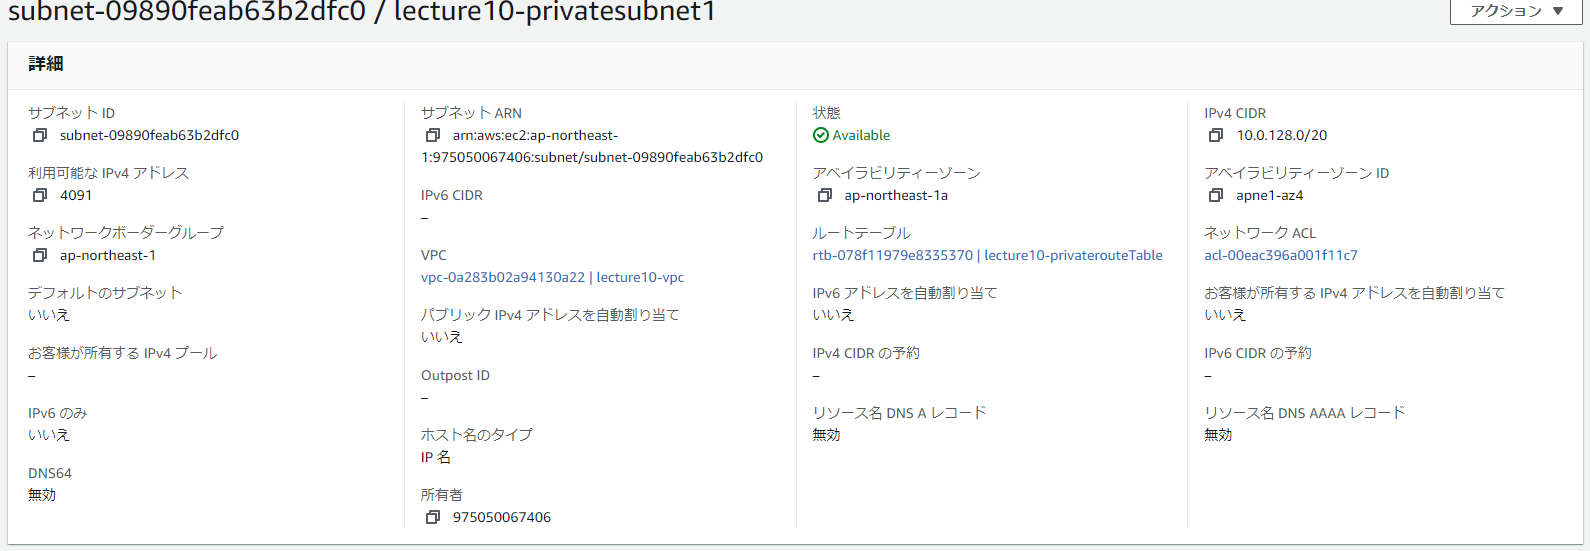 subnet-09890feab63b2dfc0 / lecture10-privatesubnet1
アクション ▼
詳細
サブネット ID
subnet-09890feab63b2dfc0
利用可能な IPv4 アドレス
4091
ネットワークボーダーグループ
ap-northeast-1
デフォルトのサブネット
いいえ
お客様が所有する IPv4 プール
–
IPv6 のみ
いいえ
DNS64
無効
サブネット ARN
arn:aws:ec2:ap-northeast-
1:975050067406:subnet/subnet-09890feab63b2dfc0
IPv6 CIDR
–
VPC
vpc-0a283b02a94130a22 | lecture10-vpc
パブリック IPv4 アドレスを自動割り当て
いいえ
Outpost ID
–
ホスト名のタイプ
IP 名
所有者
975050067406
状態
Available
アベイラビリティーゾーン
ap-northeast-1a
ルートテーブル
rtb-078f11979e8335370 | lecture10-privaterouteTable
IPv6 アドレスを自動割り当て
いいえ
IPv4 CIDR の予約
–
リソース名 DNS A レコード
無効
IPv4 CIDR
10.0.128.0/20
アベイラビリティーゾーン ID
apne1-az4
ネットワーク ACL
acl-00eac396a001f11c7
お客様が所有する IPv4 アドレスを自動割り当て
いいえ
IPv6 CIDR の予約
–
リソース名 DNS AAAA レコード
無効